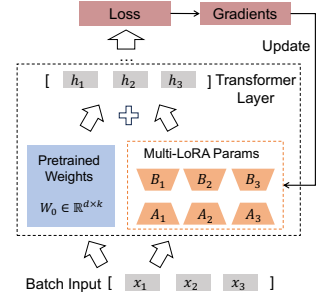 Loss
Gradients
Update
...
[ h₁ h₂ h₃ ]
Transformer
Layer
Pretrained
Weights
W₀ ∈ ℝᵈˣᵏ
Multi-LoRA Params
B₁ B₂ B₃
A₁ A₂ A₃
Batch Input [ x₁ x₂ x₃ ]